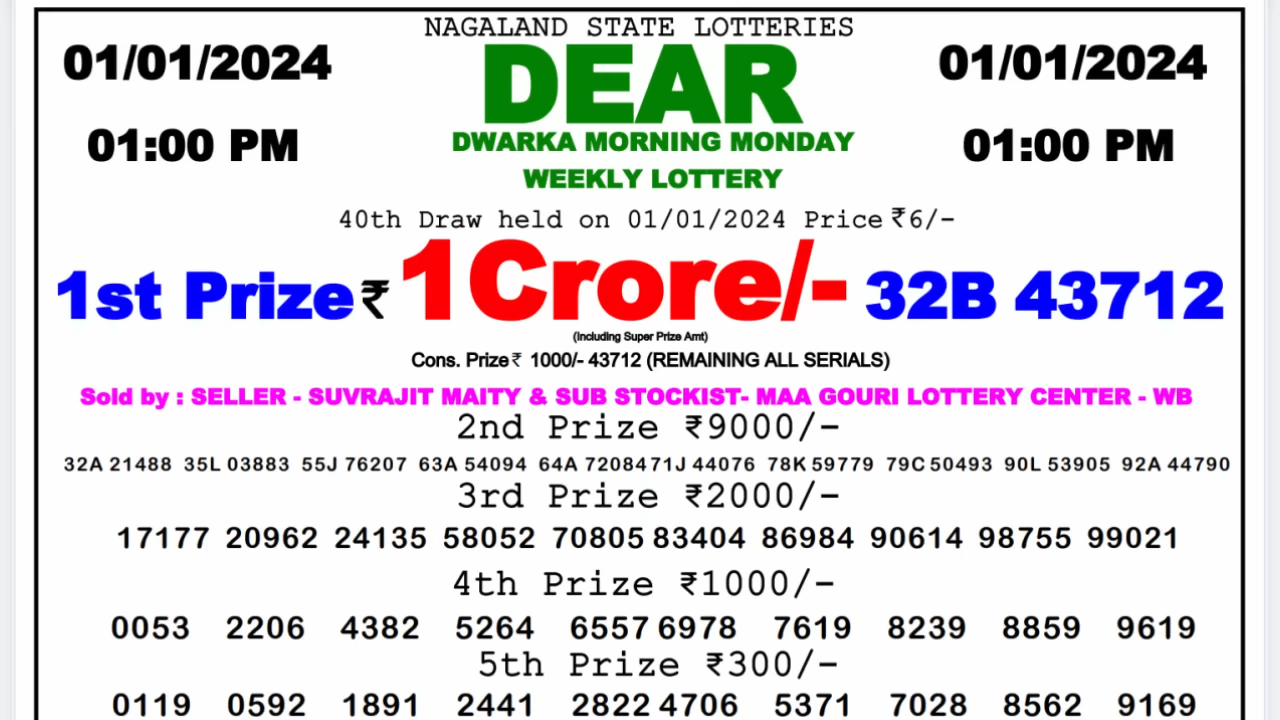 NAGALAND STATE LOTTERIES
01/01/2024 DEAR 01/01/2024
01:00 PM DWARKA MORNING MONDAY 01:00 PM
WEEKLY LOTTERY
40th Draw held on 01/01/2024 Price ₹6/-
1st Prize ₹ 1Crore/- 32B 43712
(Including Super Prize Amt)
Cons. Prize ₹ 1000/- 43712 (REMAINING ALL SERIALS)
Sold by : SELLER - SUVRAJIT MAITY & SUB STOCKIST- MAA GOURI LOTTERY CENTER - WB
2nd Prize ₹9000/-
32A 21488 35L 03883 55J 76207 63A 54094 64A 72084 71J 44076 78K 59779 79C 50493 90L 53905 92A 44790
3rd Prize ₹2000/-
17177 20962 24135 58052 70805 83404 86984 90614 98755 99021
4th Prize ₹1000/-
0053 2206 4382 5264 6557 6978 7619 8239 8859 9619
5th Prize ₹300/-
0119 0592 1891 2441 2822 4706 5371 7028 8562 9169